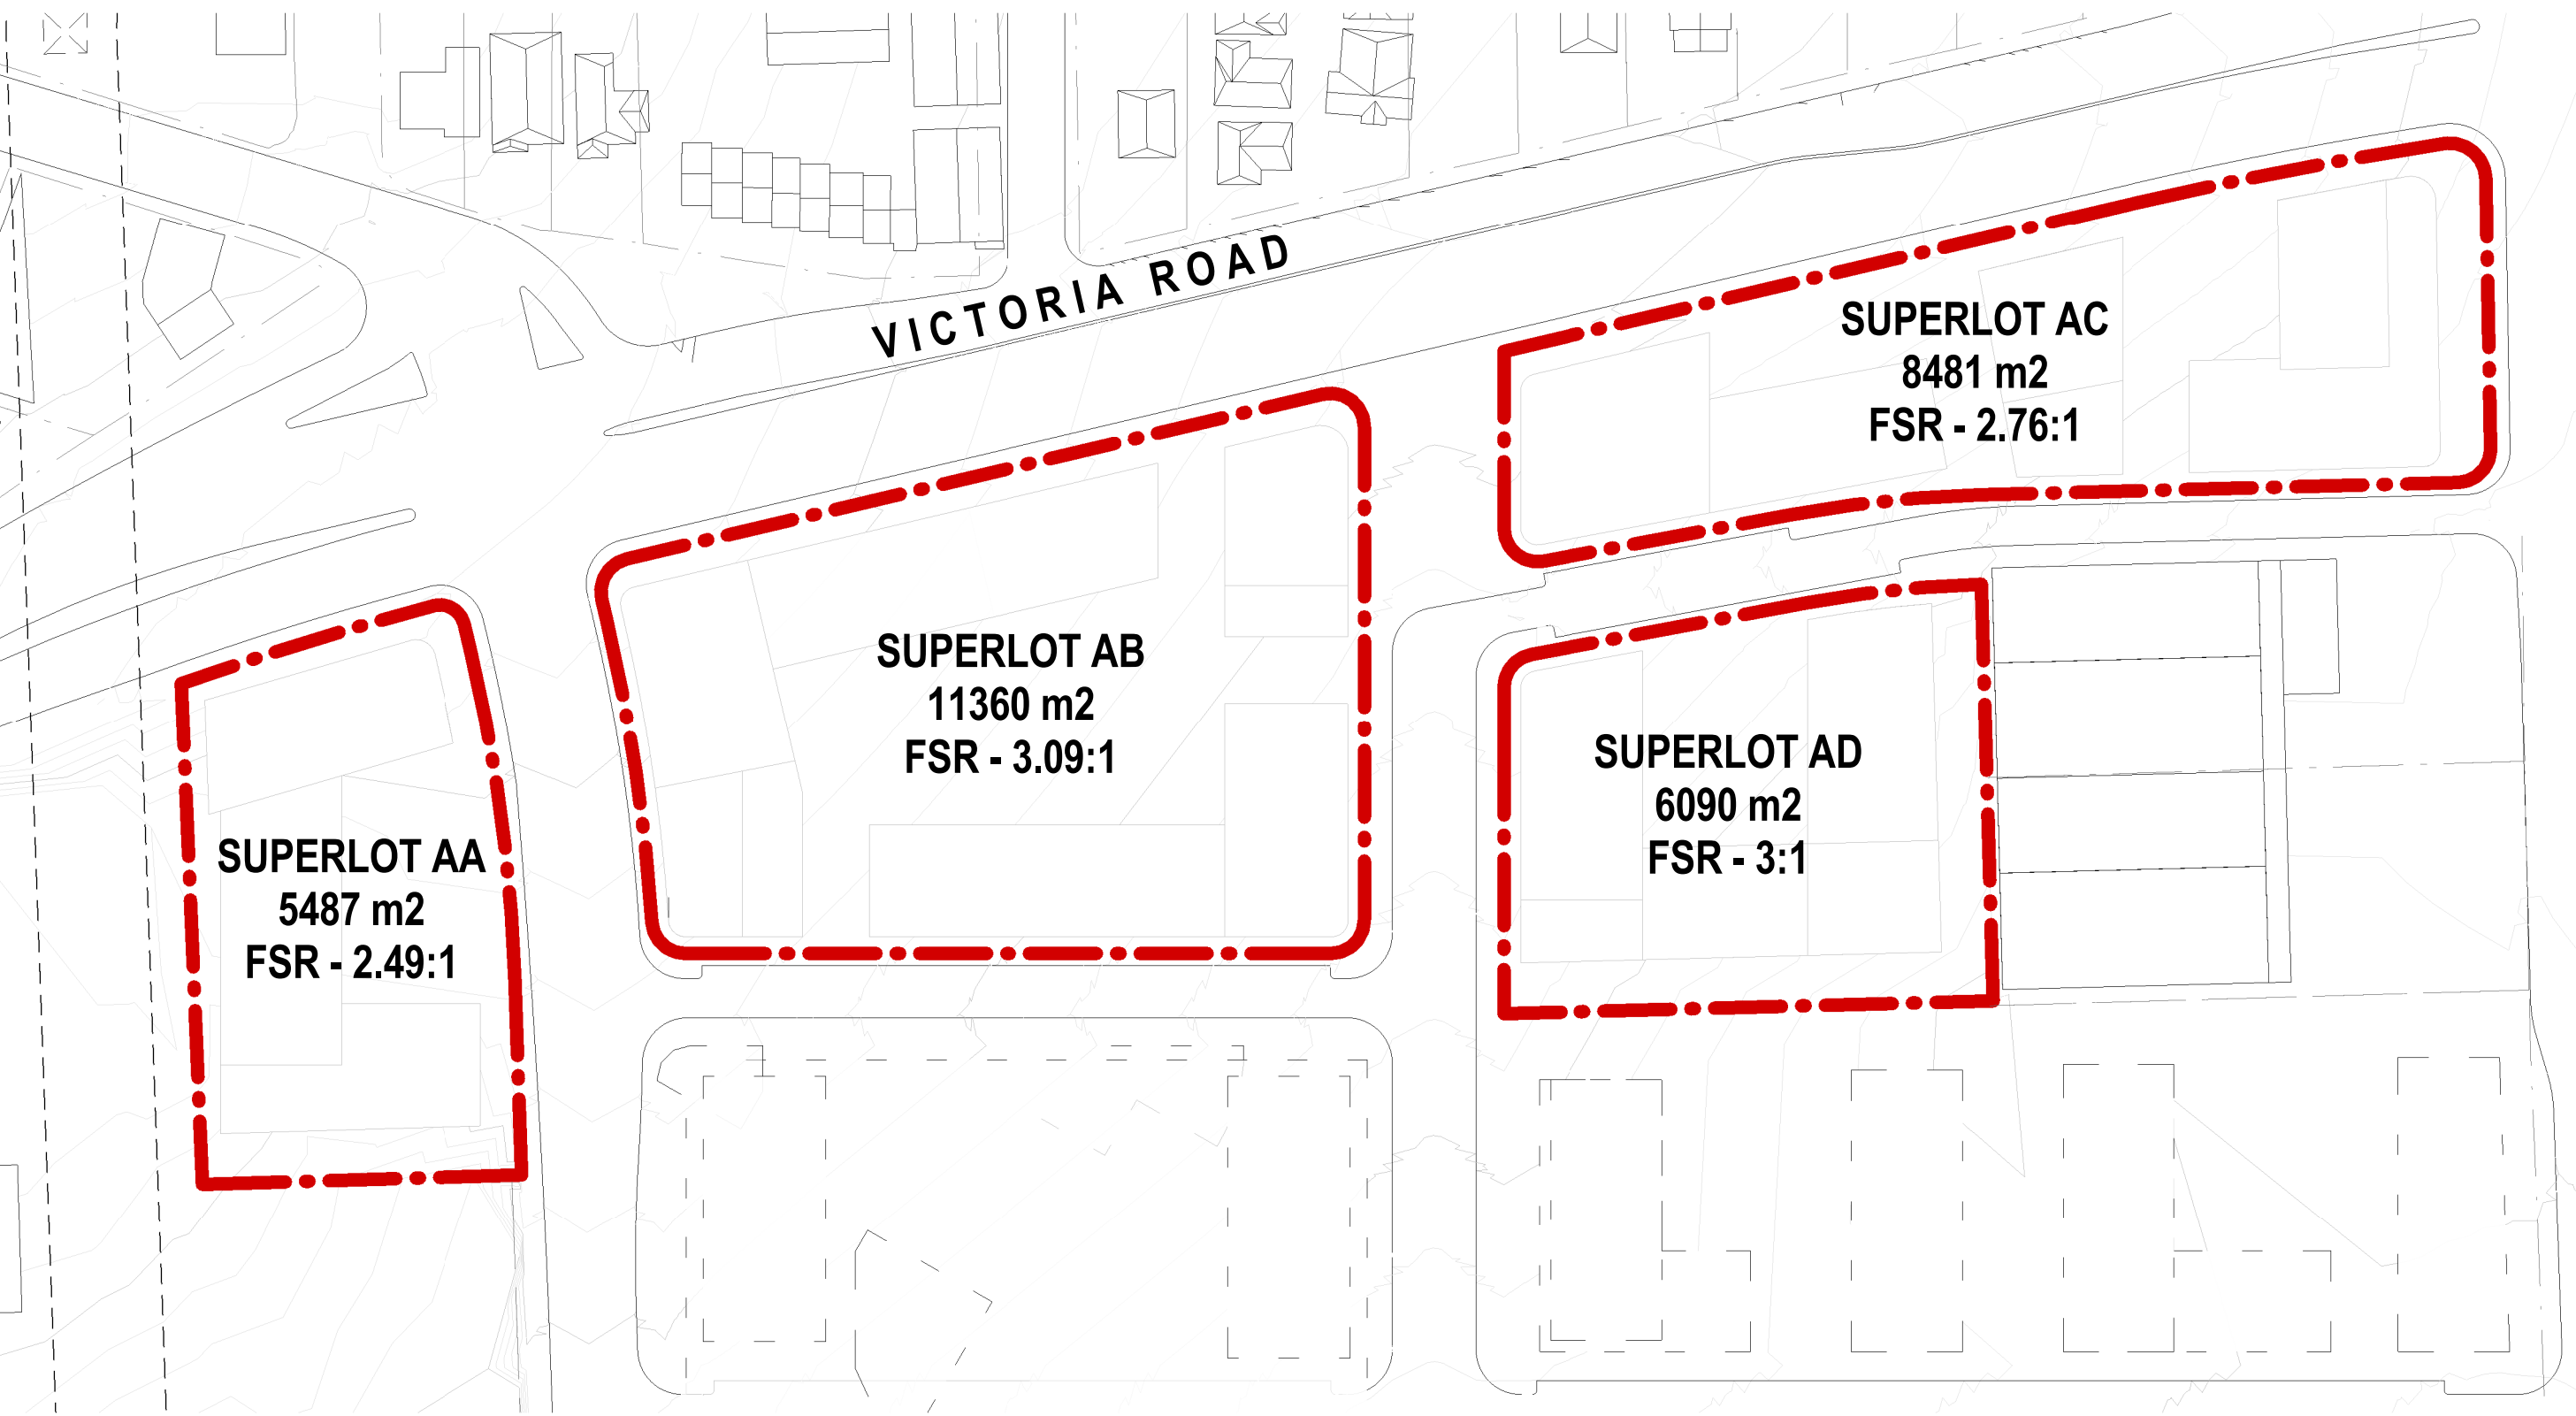 VICTORIA ROAD
SUPERLOT AC
8481 m2
FSR - 2.76:1
SUPERLOT AB
11360 m2
FSR - 3.09:1
SUPERLOT AD
6090 m2
FSR - 3:1
SUPERLOT AA
5487 m2
FSR - 2.49:1